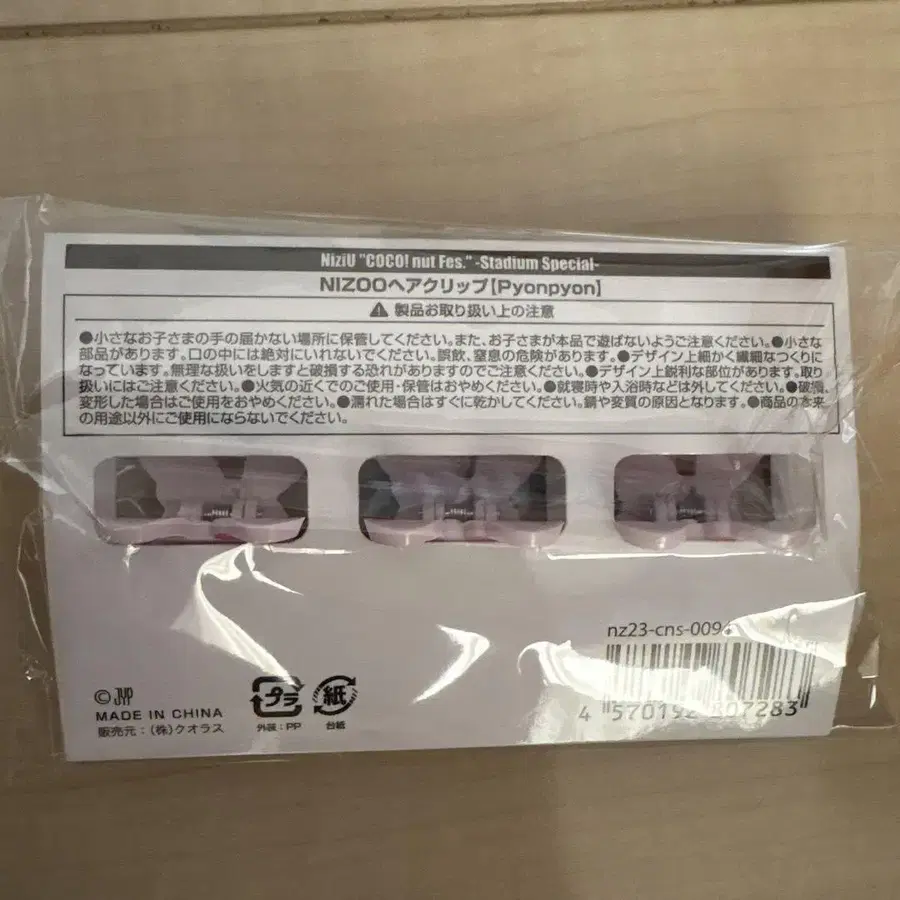 NiziU "COCO! nut Fes." -Stadium Special-
NIZOOヘアクリップ【Pyonpyon】
⚠ 製品お取り扱い上の注意
●小さなお子さまの手の届かない場所に保管してください。また、お子さまが本品で遊ばないようご注意ください。●小さな
部品があります。口の中には絶対にいれないでください。誤飲、窒息の危険があります。●デザイン上細かく繊細なつくりに
なっています。無理な扱いをしますと破損する恐れがありますのでご注意ください。●デザイン上鋭利な部位があります。取り
扱いにはご注意ください。●火気の近くでのご使用・保管はおやめください。●就寝時や入浴時などは外してください。●破損、
変形した場合はご使用をおやめください。●濡れた場合はすぐに乾かしてください。錆や変質の原因となります。●商品の本来
の用途以外にご使用にならないでください。
nz23-cns-009
© JYP
MADE IN CHINA
販売元：（株）クオラス
プラ
外装：PP
紙
台紙
4 570192 807283